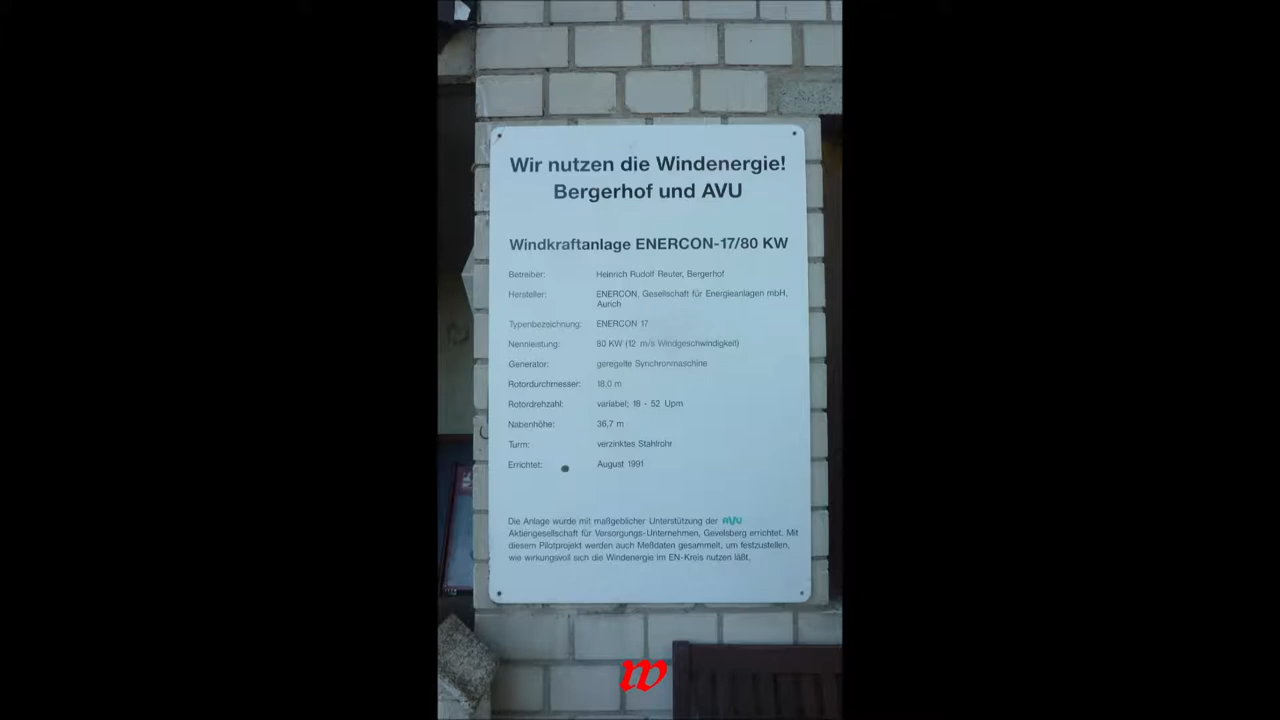 Wir nutzen die Windenergie!
Bergerhof und AVU
Windkraftanlage ENERCON-17/80 KW
Betreiber: Heinrich Rudolf Reuter, Bergerhof
Hersteller: ENERCON, Gesellschaft für Energieanlagen mbH,
Aurich
Typenbezeichnung: ENERCON 17
Nennleistung: 80 KW (12 m/s Windgeschwindigkeit)
Generator: geregelte Synchronmaschine
Rotordurchmesser: 18,0 m
Rotordrehzahl: variabel; 18 - 52 Upm
Nabenhöhe: 36,7 m
Turm: verzinktes Stahlrohr
Errichtet: August 1991
Die Anlage wurde mit maßgeblicher Unterstützung der AVU
Aktiengesellschaft für Versorgungs-Unternehmen, Gevelsberg errichtet. Mit
diesem Pilotprojekt werden auch Meßdaten gesammelt, um festzustellen,
wie wirkungsvoll sich die Windenergie im EN-Kreis nutzen läßt.
w